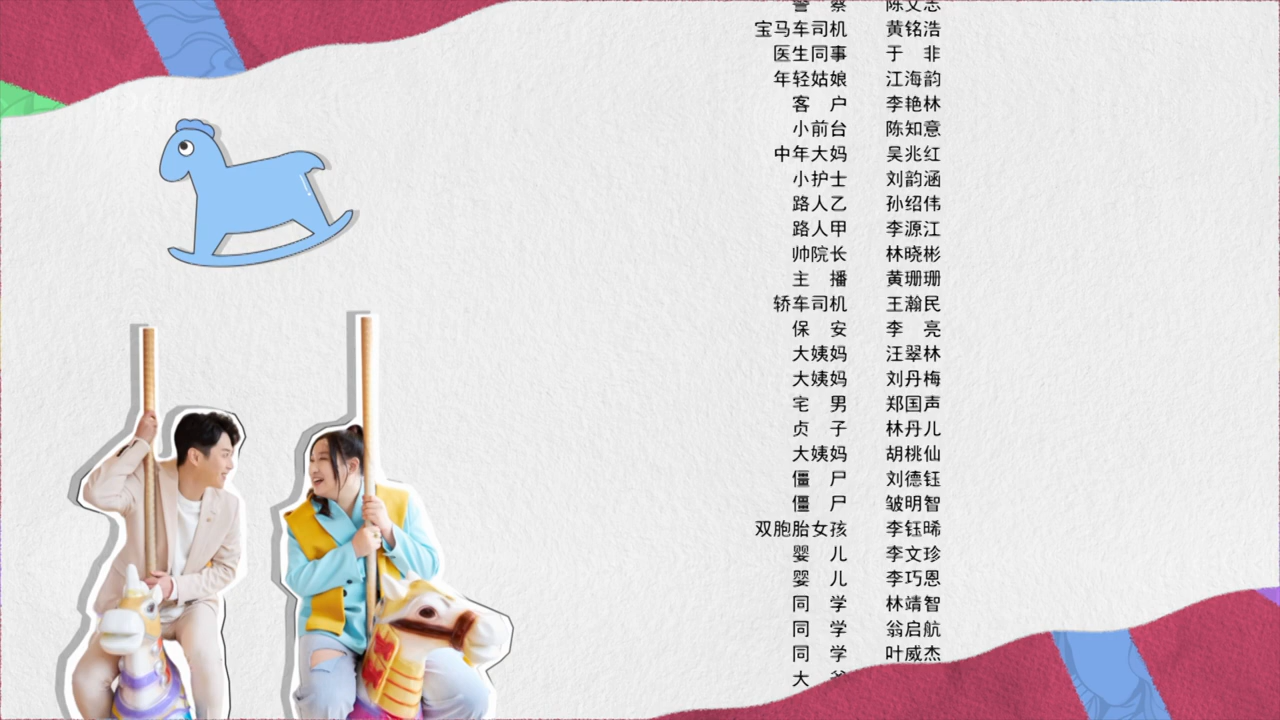 警 察 陈文志
宝马车司机 黄铭浩
医生同事 于 非
年轻姑娘 江海韵
客 户 李艳林
小前台 陈知意
中年大妈 吴兆红
小护士 刘韵涵
路人乙 孙绍伟
路人甲 李源江
帅院长 林晓彬
主 播 黄珊珊
轿车司机 王瀚民
保 安 李 亮
大姨妈 汪翠林
大姨妈 刘丹梅
宅 男 郑国声
贞 子 林丹儿
大姨妈 胡桃仙
僵 尸 刘德钰
僵 尸 皱明智
双胞胎女孩 李钰晞
婴 儿 李文珍
婴 儿 李巧恩
同 学 林靖智
同 学 翁启航
同 学 叶威杰
大